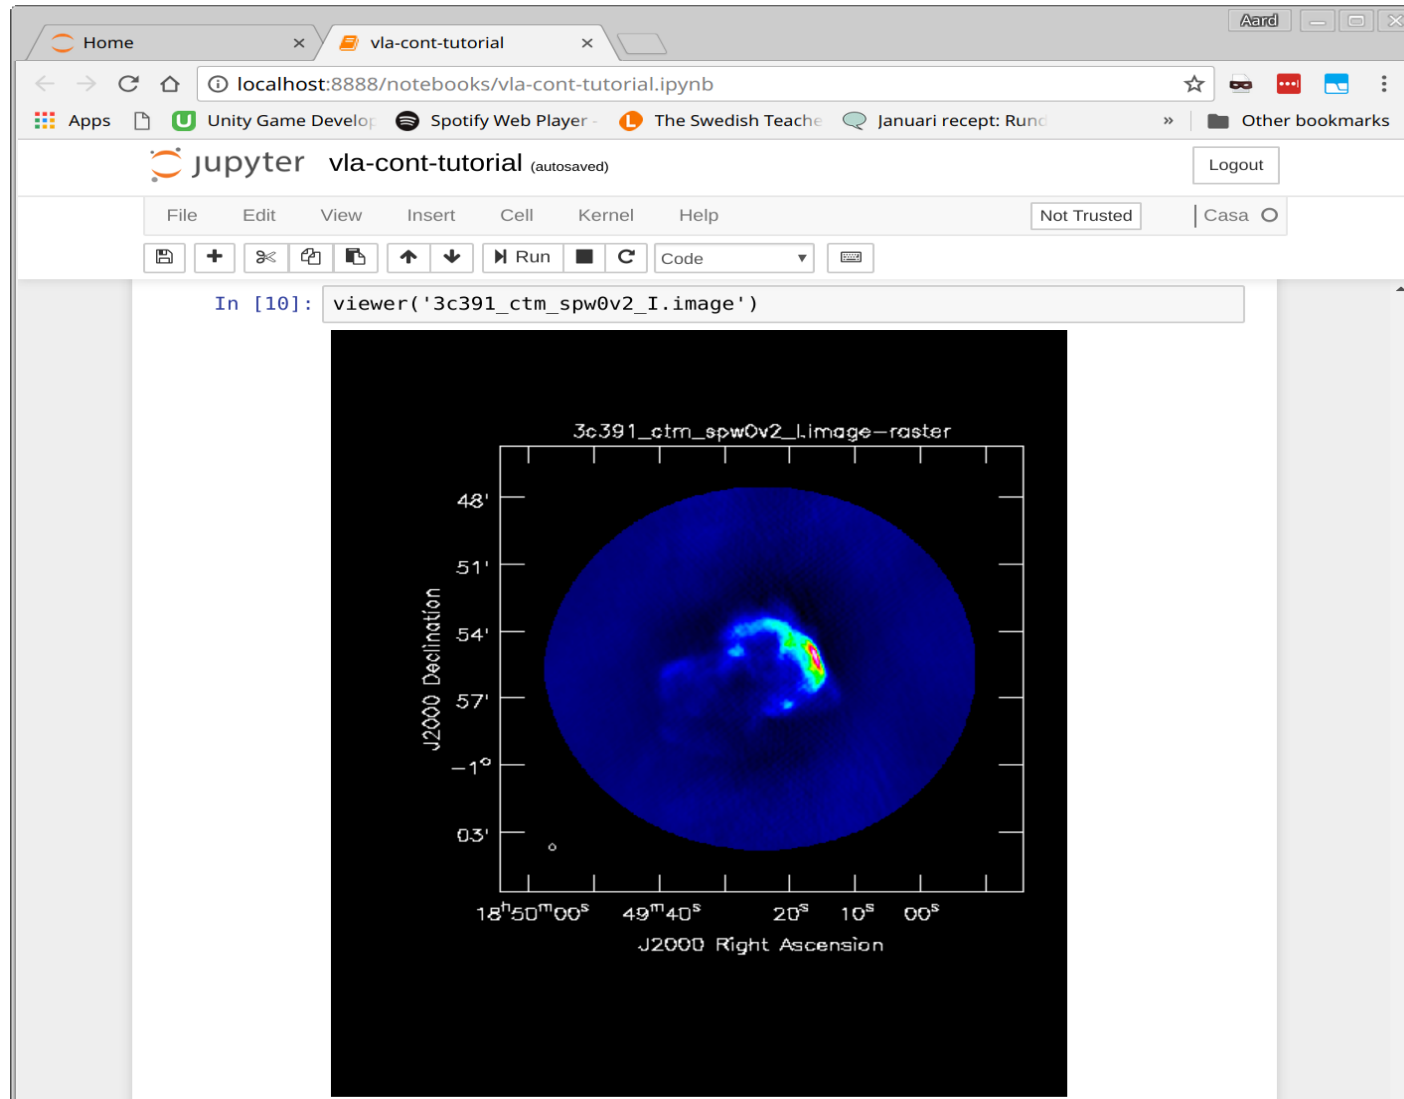 Aard
Home × vla-cont-tutorial ×
localhost:8888/notebooks/vla-cont-tutorial.ipynb
Apps Unity Game Develop Spotify Web Player - The Swedish Teache Januari recept: Rund » Other bookmarks
jupyter vla-cont-tutorial (autosaved) Logout
File Edit View Insert Cell Kernel Help Not Trusted Casa
Run Code
In [10]: viewer('3c391_ctm_spw0v2_I.image')
3c391_ctm_spw0v2_I.image-raster
48'
51'
54'
57'
-1°
03'
J2000 Declination
18h50m00s 49m40s 20s 10s 00s
J2000 Right Ascension